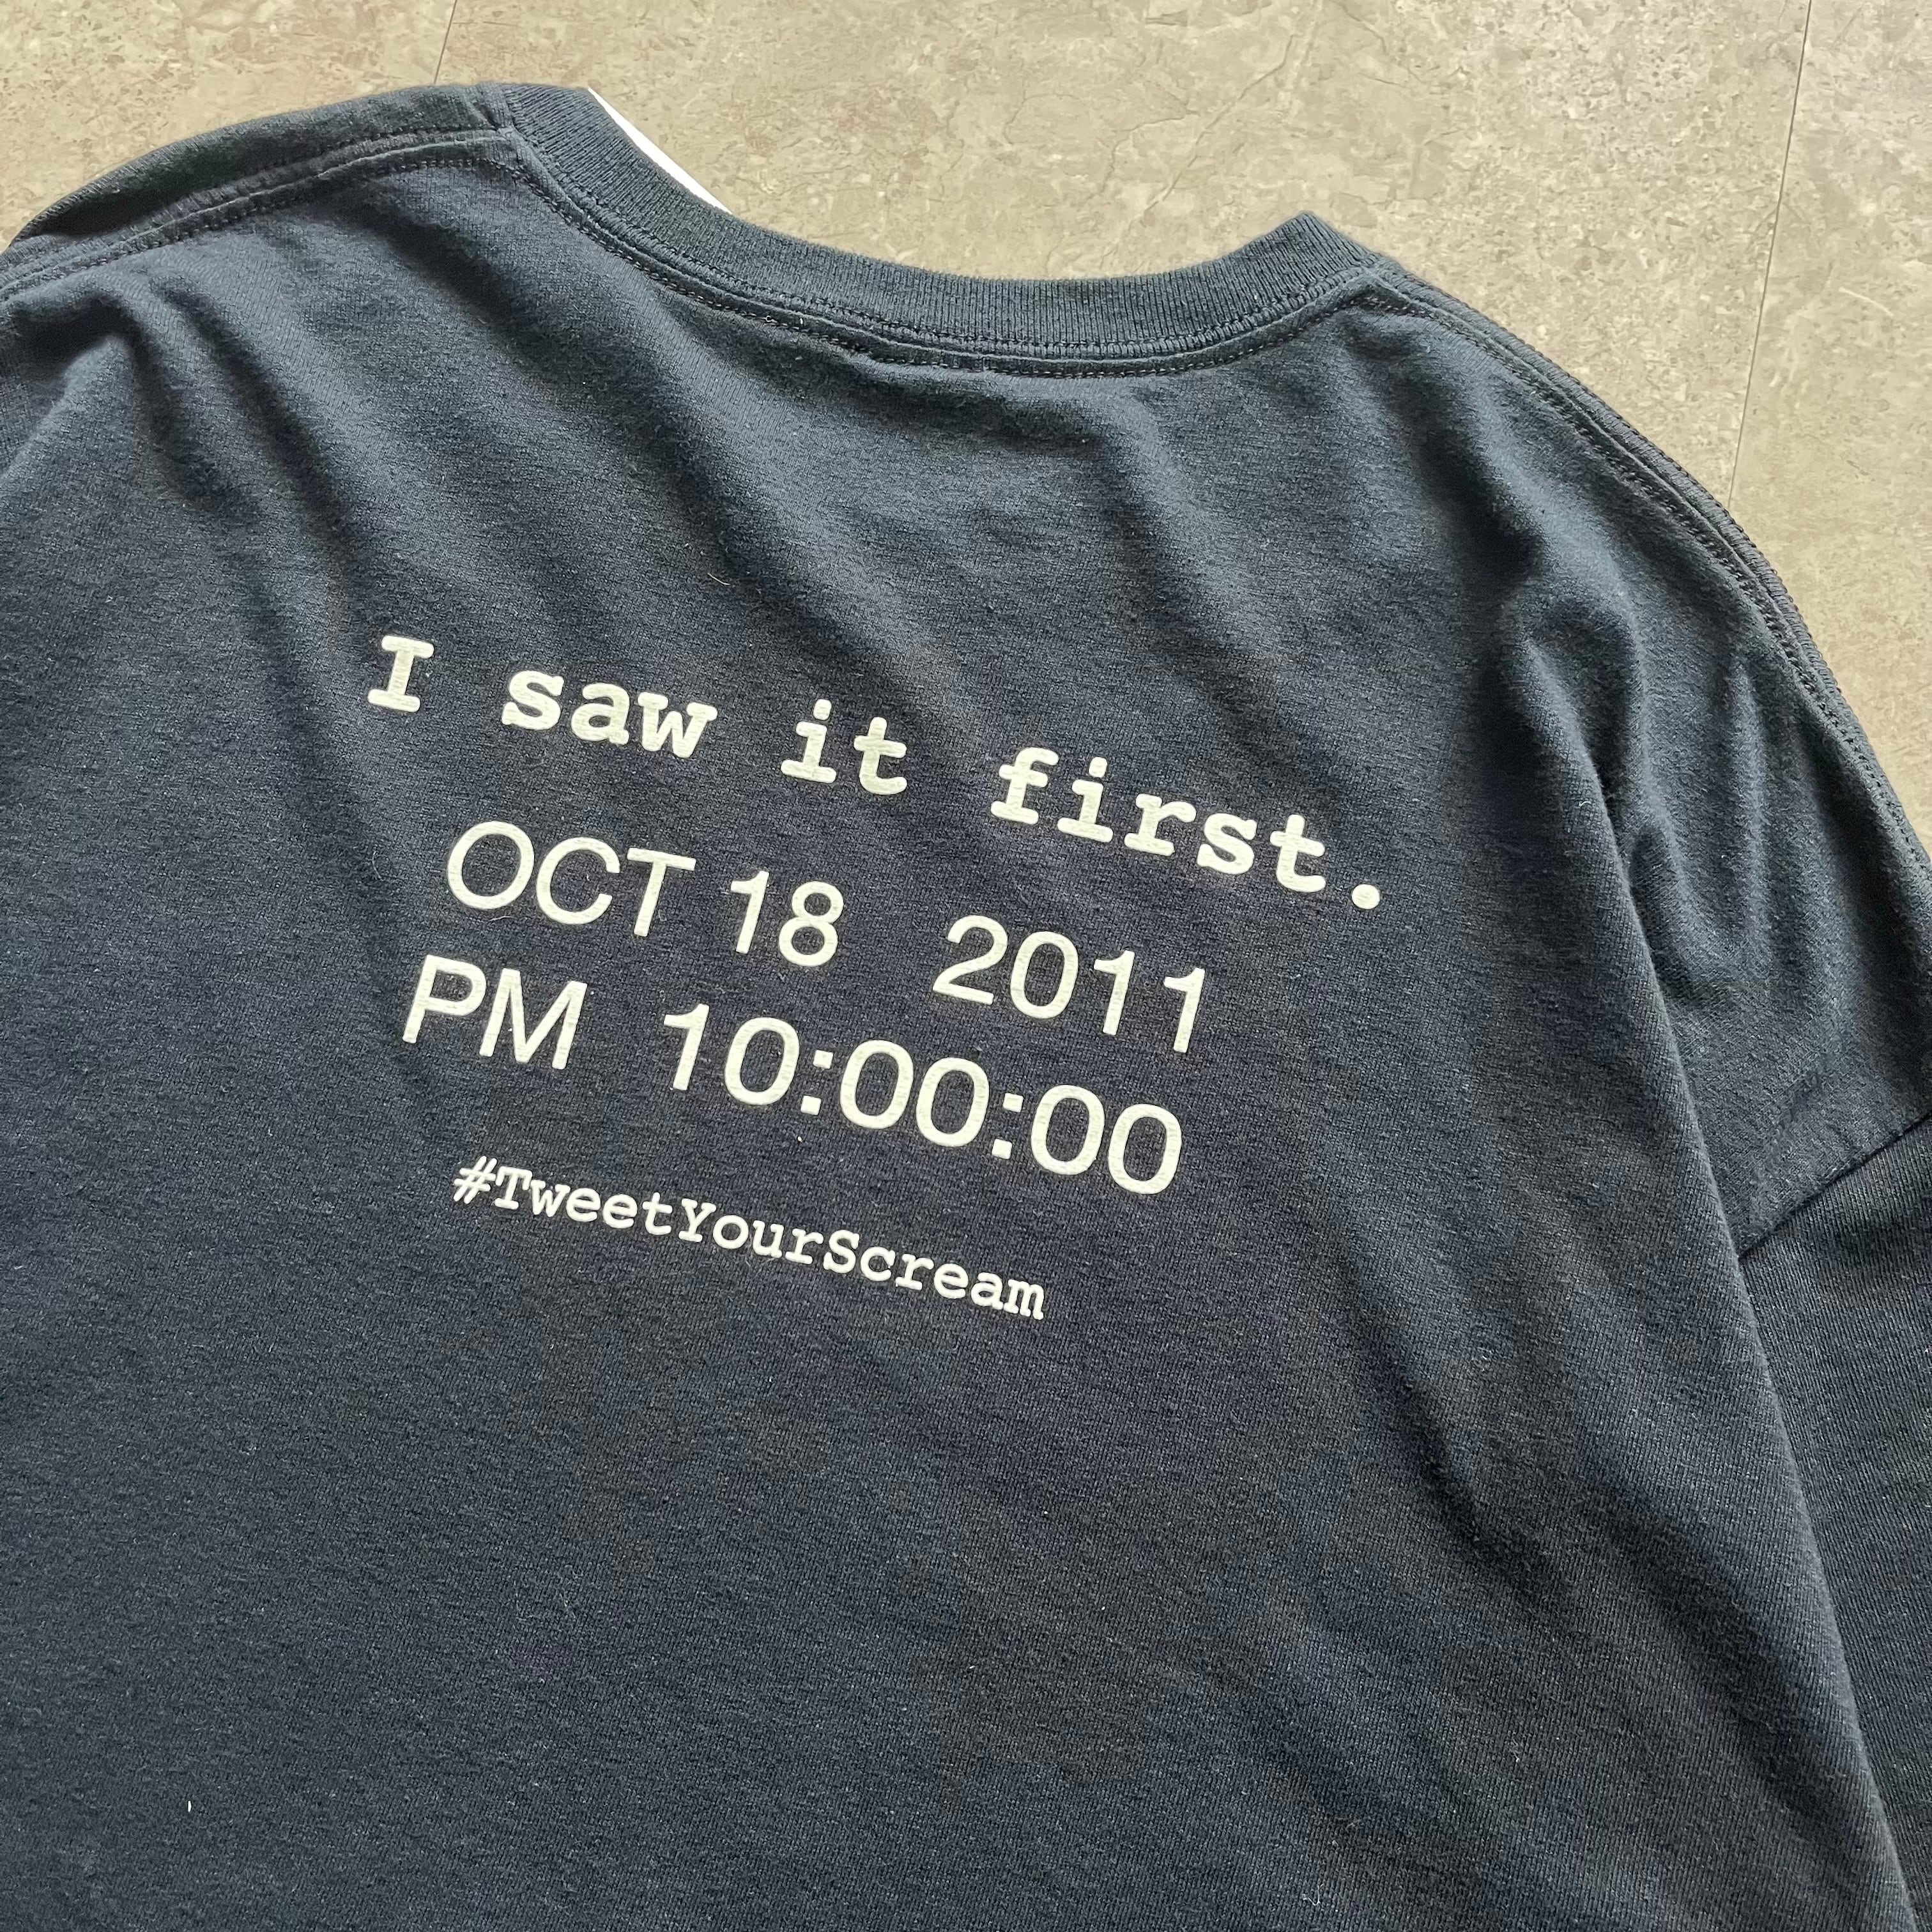 I saw it first.
OCT 18 2011
PM 10:00:00
#TweetYourScream